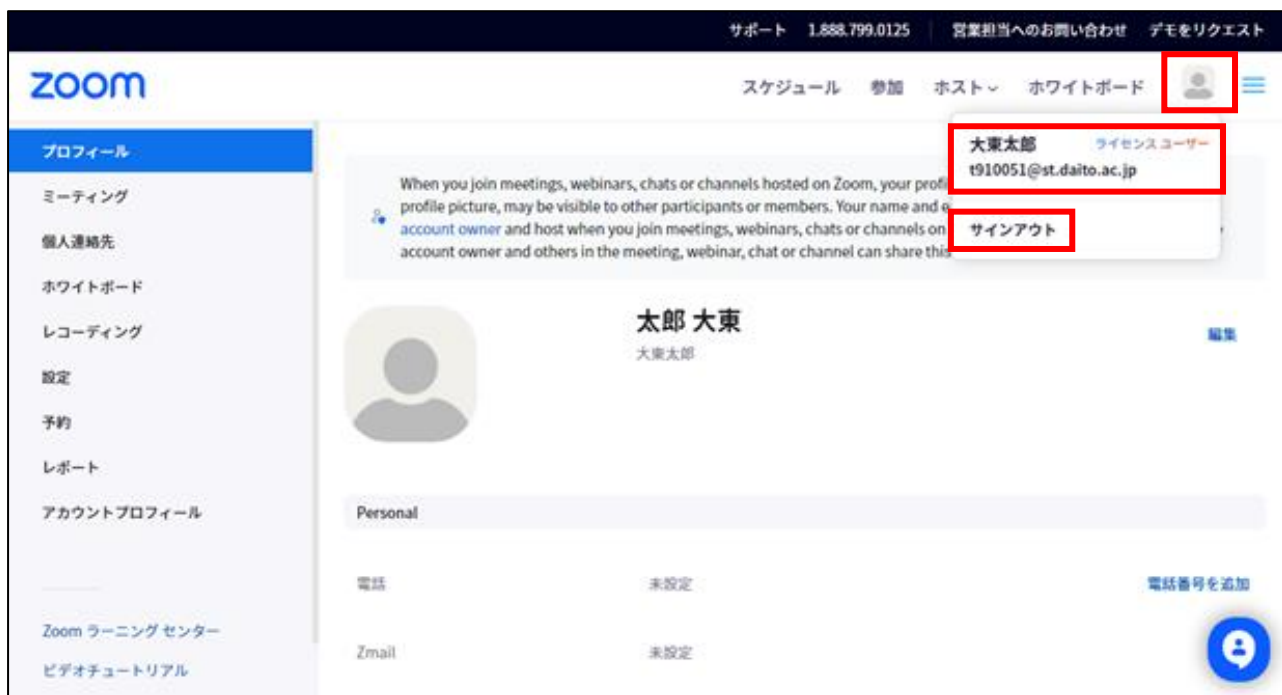 サポート 1.888.799.0125 営業担当へのお問い合わせ デモをリクエスト
zoom
スケジュール 参加 ホスト ホワイトボード
大東太郎 ライセンス ユーザー
t910051@st.daito.ac.jp
サインアウト
プロフィール
ミーティング
個人連絡先
ホワイトボード
レコーディング
設定
予約
レポート
アカウントプロフィール
Zoom ラーニング センター
ビデオチュートリアル
When you join meetings, webinars, chats or channels hosted on Zoom, your
profile picture, may be visible to other participants or members. Your name and
account owner and host when you join meetings, webinars, chats or channels on
account owner and others in the meeting, webinar, chat or channel can share this
太郎 大東
大東太郎
編集
Personal
電話 未設定 電話番号を追加
Zmail 未設定